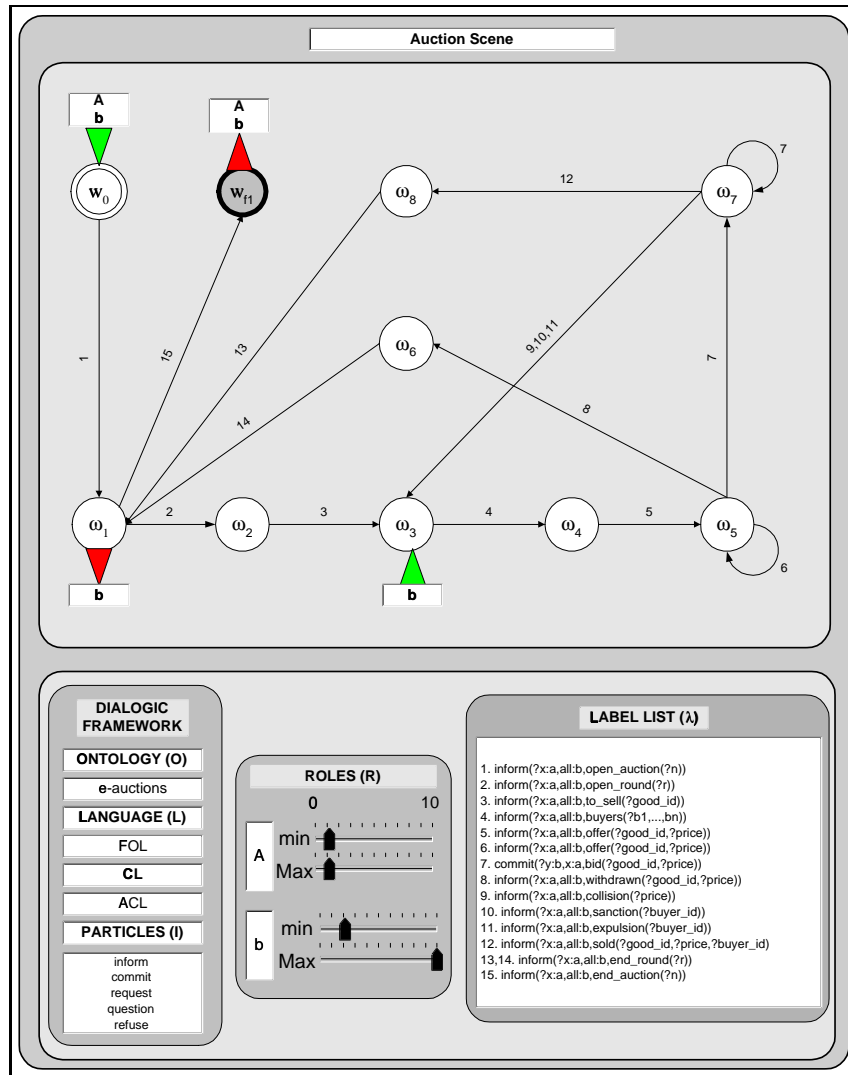 Auction Scene
A
b
A
b
w0
wf1
ω8
12
ω7
7
1
15
13
ω6
9,10,11
7
14
8
ω1
2
ω2
3
ω3
4
ω4
5
ω5
6
b
b
DIALOGIC
FRAMEWORK
ONTOLOGY (O)
e-auctions
LANGUAGE (L)
FOL
CL
ACL
PARTICLES (I)
inform
commit
request
question
refuse
ROLES (R)
0 10
A
min
Max
b
min
Max
LABEL LIST (λ)
1. inform(?x:a,all:b,open_auction(?n))
2. inform(?x:a,all:b,open_round(?r))
3. inform(?x:a,all:b,to_sell(?good_id))
4. inform(?x:a,all:b,buyers(?b1,...,bn))
5. inform(?x:a,all:b,offer(?good_id,?price))
6. inform(?x:a,all:b,offer(?good_id,?price))
7. commit(?y:b,x:a,bid(?good_id,?price))
8. inform(?x:a,all:b,withdrawn(?good_id,?price))
9. inform(?x:a,all:b,collision(?price))
10. inform(?x:a,all:b,sanction(?buyer_id))
11. inform(?x:a,all:b,expulsion(?buyer_id))
12. inform(?x:a,all:b,sold(?good_id,?price,?buyer_id)
13,14. inform(?x:a,all:b,end_round(?r))
15. inform(?x:a,all:b,end_auction(?n))